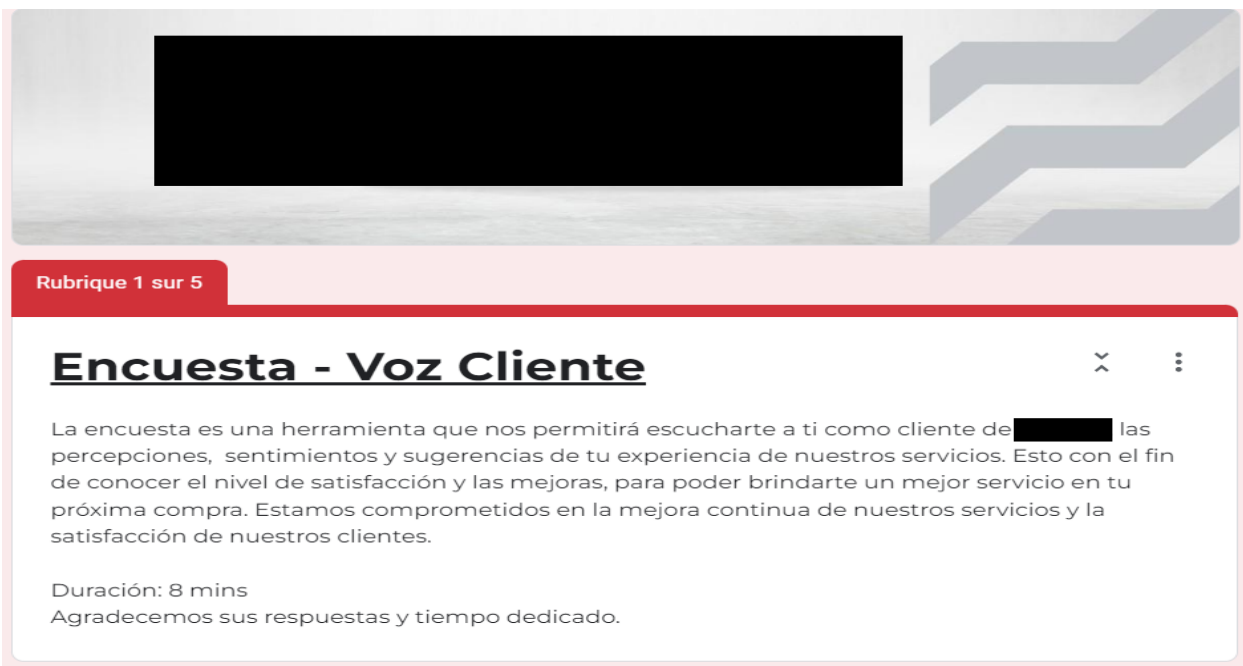 Rubrique 1 sur 5
Encuesta - Voz Cliente
La encuesta es una herramienta que nos permitirá escucharte a ti como cliente de las
percepciones, sentimientos y sugerencias de tu experiencia de nuestros servicios. Esto con el fin
de conocer el nivel de satisfacción y las mejoras, para poder brindarte un mejor servicio en tu
próxima compra. Estamos comprometidos en la mejora continua de nuestros servicios y la
satisfacción de nuestros clientes.
Duración: 8 mins
Agradecemos sus respuestas y tiempo dedicado.